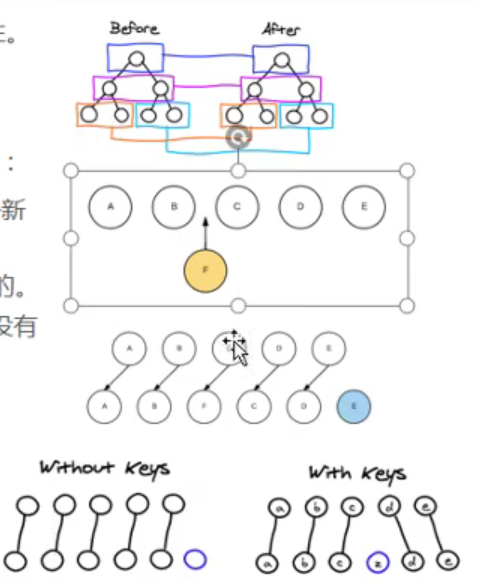 Before After
。
：
新
的。
没有
A B C D E
F
A B D E
A B F C D E
Without Keys
With Keys
a b c d e
a b c z d e